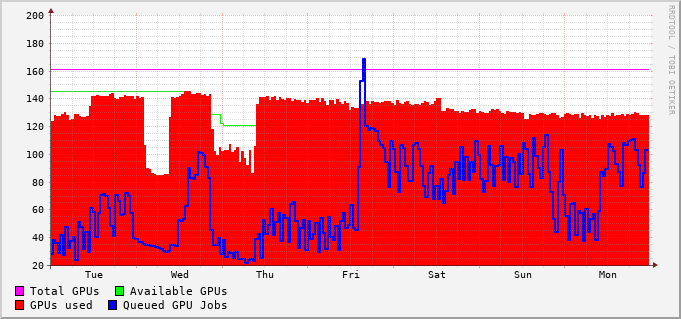 RRDTOOL / TOBI OETIKER
200
180
160
140
120
100
80
60
40
20
Tue Wed Thu Fri Sat Sun Mon
Total GPUs Available GPUs
GPUs used Queued GPU Jobs